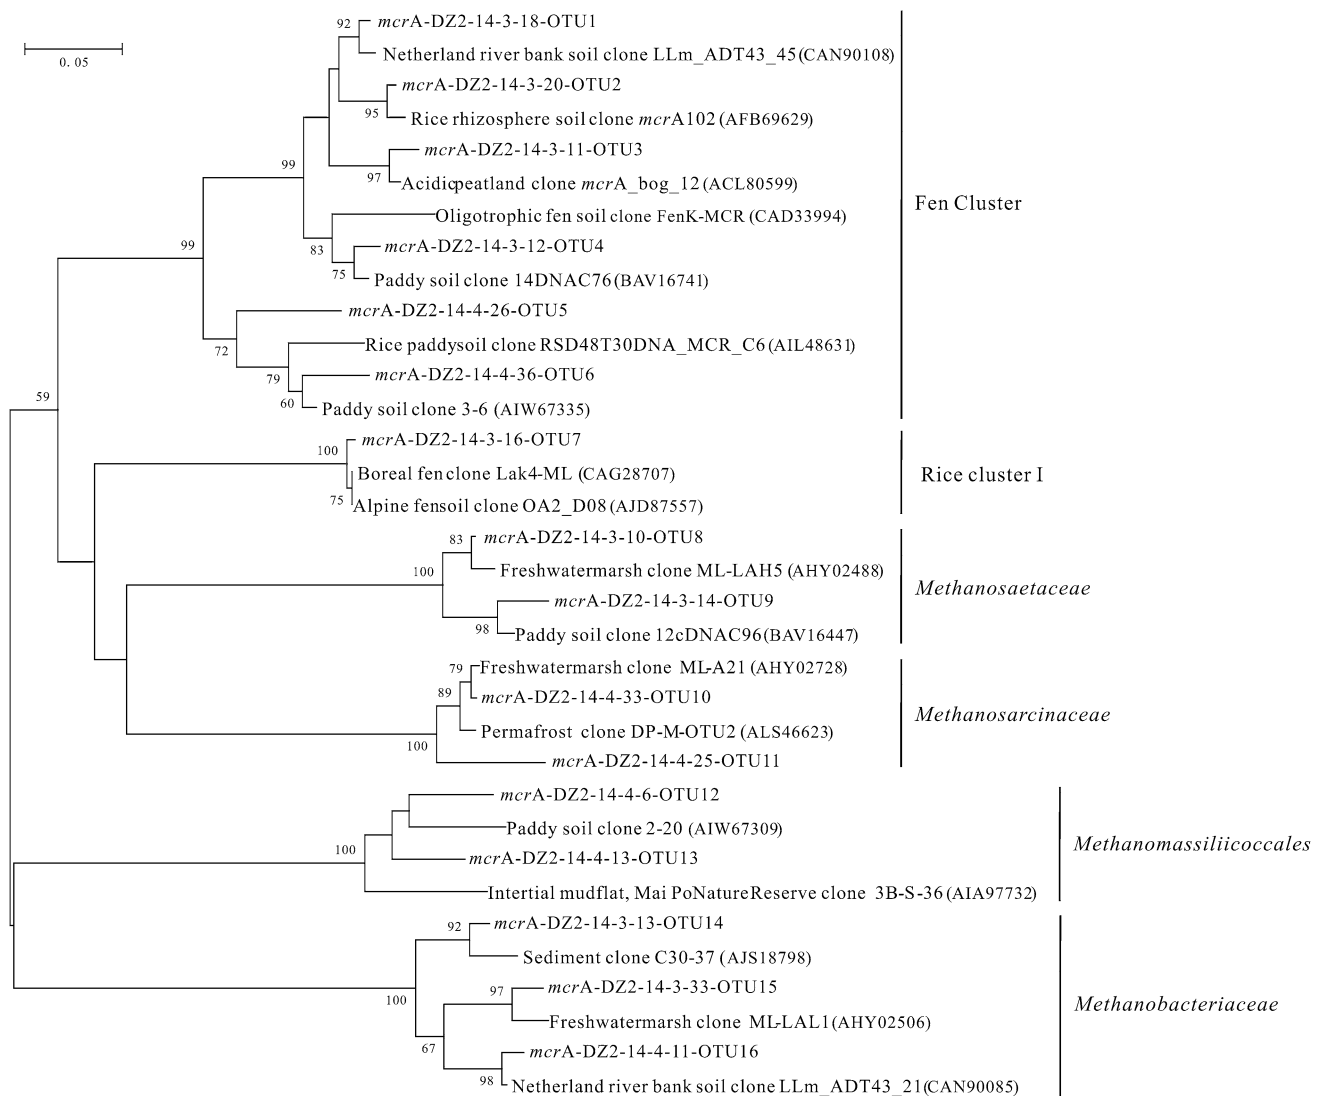 92
mcrA-DZ2-14-3-18-OTU1
0.05
Netherland river bank soil clone LLm_ADT43_45(CAN90108)
mcrA-DZ2-14-3-20-OTU2
95
Rice rhizosphere soil clone mcrA102 (AFB69629)
mcrA-DZ2-14-3-11-OTU3
99
97
Acidicpeatland clone mcrA_bog_12(ACL80599)
Fen Cluster
Oligotrophic fen soil clone FenK-MCR (CAD33994)
99
83
mcrA-DZ2-14-3-12-OTU4
75
Paddy soil clone 14DNAC76(BAV16741)
mcrA-DZ2-14-4-26-OTU5
72
Rice paddysoil clone RSD48T30DNA_MCR_C6(AIL48631)
79
mcrA-DZ2-14-4-36-OTU6
59
60
Paddy soil clone 3-6 (AIW67335)
100
mcrA-DZ2-14-3-16-OTU7
Boreal fen clone Lak4-ML (CAG28707)
Rice cluster I
75
Alpine fensoil clone OA2_D08(AJD87557)
83
mcrA-DZ2-14-3-10-OTU8
100
Freshwatermarsh clone ML-LAH5 (AHY02488)
Methanosaetaceae
mcrA-DZ2-14-3-14-OTU9
98
Paddy soil clone 12cDNAC96(BAV16447)
79
Freshwatermarsh clone ML-A21 (AHY02728)
89
mcrA-DZ2-14-4-33-OTU10
Methanosarcinaceae
Permafrost clone DP-M-OTU2 (ALS46623)
100
mcrA-DZ2-14-4-25-OTU11
mcrA-DZ2-14-4-6-OTU12
Paddy soil clone 2-20 (AIW67309)
100
Methanomassiliicoccales
mcrA-DZ2-14-4-13-OTU13
Intertial mudflat, Mai PoNatureReserve clone 3B-S-36(AIA97732)
92
mcrA-DZ2-14-3-13-OTU14
Sediment clone C30-37 (AJS18798)
97
mcrA-DZ2-14-3-33-OTU15
100
Methanobacteriaceae
Freshwatermarsh clone ML-LAL1(AHY02506)
67
mcrA-DZ2-14-4-11-OTU16
98
Netherland river bank soil clone LLm_ADT43_21(CAN90085)